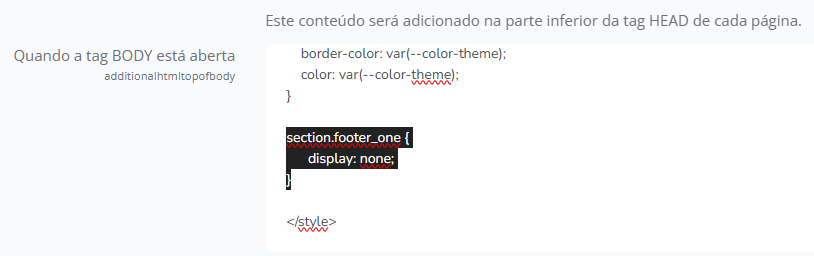 Este conteúdo será adicionado na parte inferior da tag HEAD de cada página.
Quando a tag BODY está aberta
additionalhtmltopofbody
border-color: var(--color-theme);
color: var(--color-theme);
}
section.footer_one {
display: none;
}
</style>